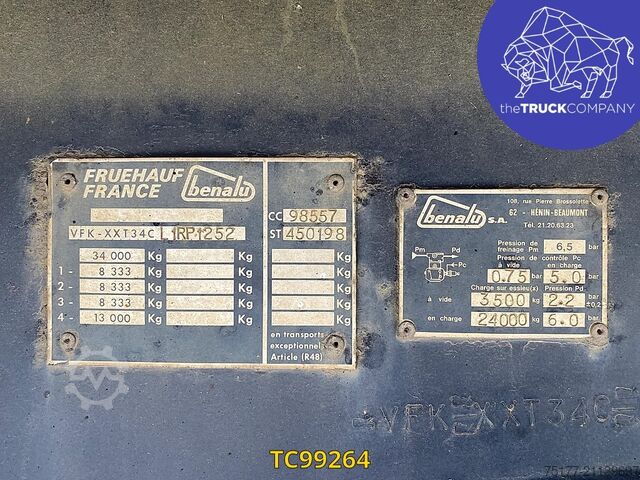 theTRUCKCOMPANY
FRUEHAUF
FRANCE
benalu
CC 98557
VFK-XXT34C L1RP1252 ST 450198
34 000 Kg Kg Kg
1 - 8 333 Kg Kg Kg
2 - 8 333 Kg Kg Kg
3 - 8 333 Kg Kg Kg
4 - 13 000 Kg Kg Kg
en transports
exceptionnels
Article (R48)
benalu S.A.
108, rue Pierre Brossolette
62 - HÉNIN-BEAUMONT
Tél. 21.20.63.23
Pression de
freinage Pm 6,5 bar
Pm Pd
Pression de contrôle Pc
à vide en charge
Pc 0.75 5.0 bar
Charge sur essieu(s) Pression Pd
à vide 3500 kg 2.2 bar ±0,2
en charge 24000 kg 6.0 bar
VFK XXT34C
TC99264